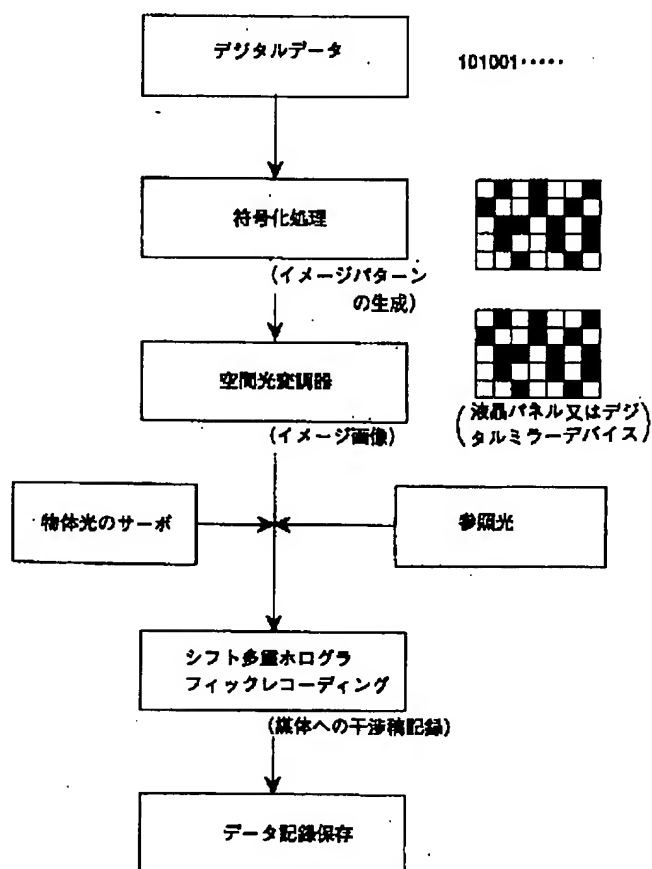 デジタルデータ
101001・・・・・
符号化処理
(イメージパターン
の生成)
空間光変調器
(イメージ画像)
(液晶パネル又はデジ
タルミラーデバイス)
物体光のサーボ
参照光
シフト多重ホログラ
フィックレコーディング
(媒体への干渉縞記録)
データ記録保存